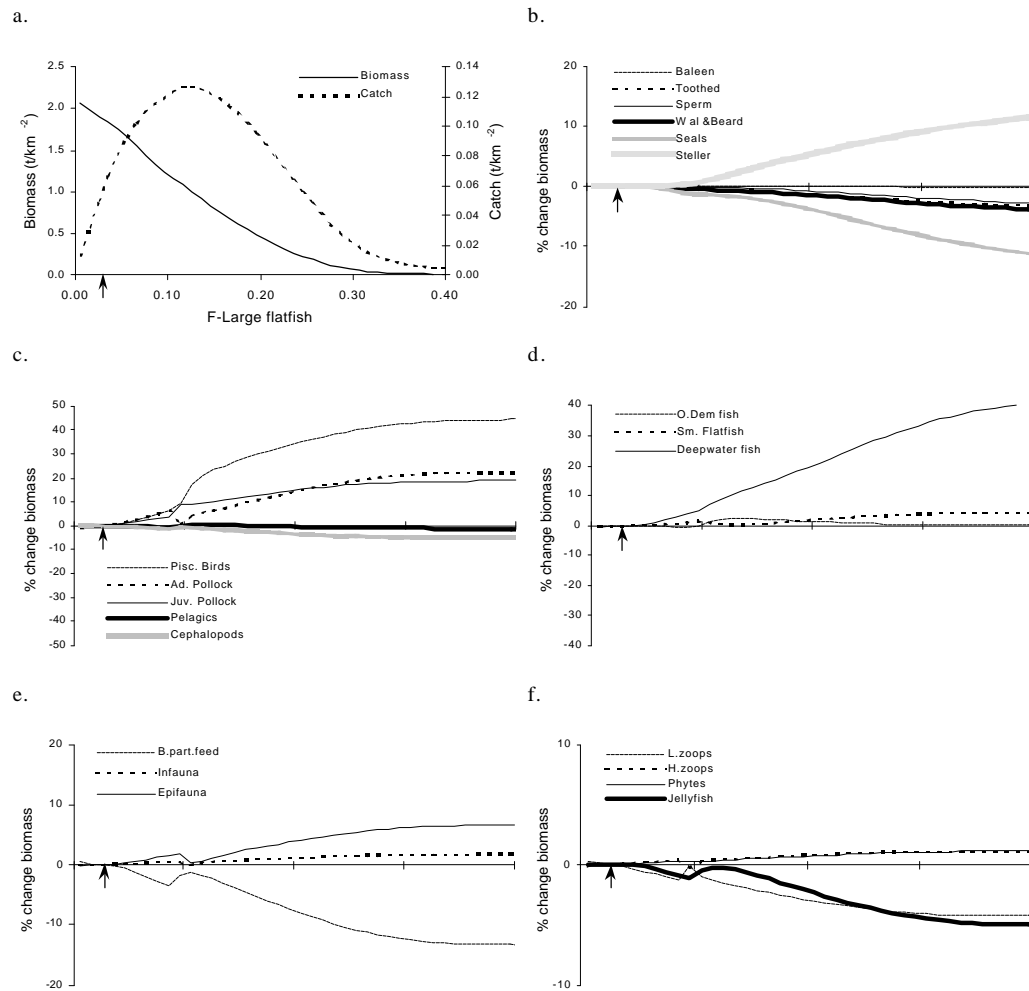 a.
2.5
2.0
1.5
1.0
0.5
0.0
Biomass (t/km -2)
0.14
0.12
0.10
0.08
0.06
0.04
0.02
0.00
Catch (t/km -2)
Biomass
Catch
0.00
0.10
0.20
0.30
0.40
F-Large flatfish
b.
20
10
0
-10
-20
% change biomass
Baleen
Toothed
Sperm
W al &Beard
Seals
Steller
c.
50
40
30
20
10
0
-10
-20
-30
-40
-50
% change biomass
Pisc. Birds
Ad. Pollock
Juv. Pollock
Pelagics
Cephalopods
d.
40
30
20
10
0
-10
-20
-30
-40
% change biomass
O.Dem fish
Sm. Flatfish
Deepwater fish
e.
20
10
0
-10
-20
% change biomass
B.part.feed
Infauna
Epifauna
f.
10
0
-10
% change biomass
L.zoops
H.zoops
Phytes
Jellyfish